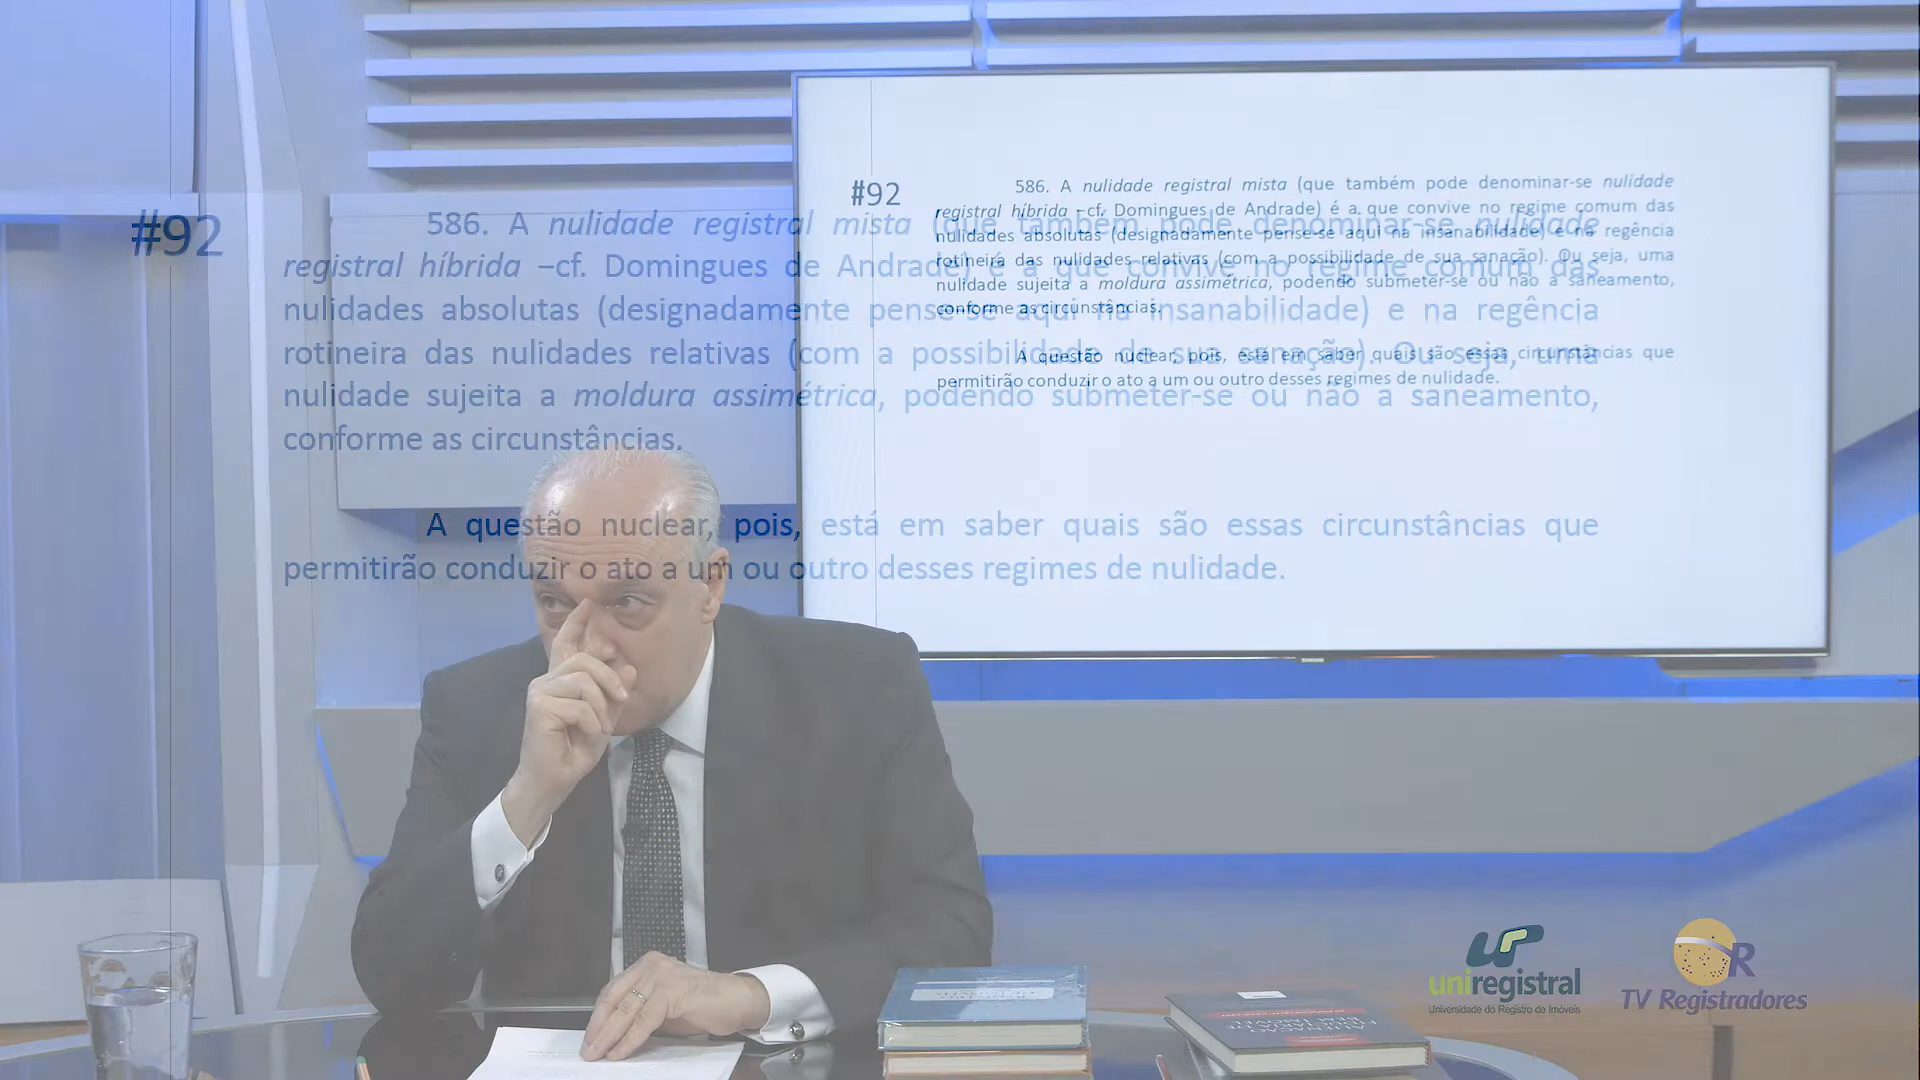 #92
586. A nulidade registral mista (que também pode denominar-se nulidade
registral híbrida –cf. Domingues de Andrade) é a que convive no regime comum das
nulidades absolutas (designadamente pense-se aqui na insanabilidade) e na regência
rotineira das nulidades relativas (com a possibilidade de sua sanação). Ou seja, uma
nulidade sujeita a moldura assimétrica, podendo submeter-se ou não a saneamento,
conforme as circunstâncias.
A questão nuclear, pois, está em saber quais são essas circunstâncias que
permitirão conduzir o ato a um ou outro desses regimes de nulidade.
#92
586. A nulidade registral mista (que também pode denominar-se nulidade
registral híbrida –cf. Domingues de Andrade) é a que convive no regime comum das
nulidades absolutas (designadamente pense-se aqui na insanabilidade) e na regência
rotineira das nulidades relativas (com a possibilidade de sua sanação). Ou seja, uma
nulidade sujeita a moldura assimétrica, podendo submeter-se ou não a saneamento,
conforme as circunstâncias.
A questão nuclear, pois, está em saber quais são essas circunstâncias que
permitirão conduzir o ato a um ou outro desses regimes de nulidade.
uniregistral
Universidade do Registro de Imóveis
R
TV Registradores